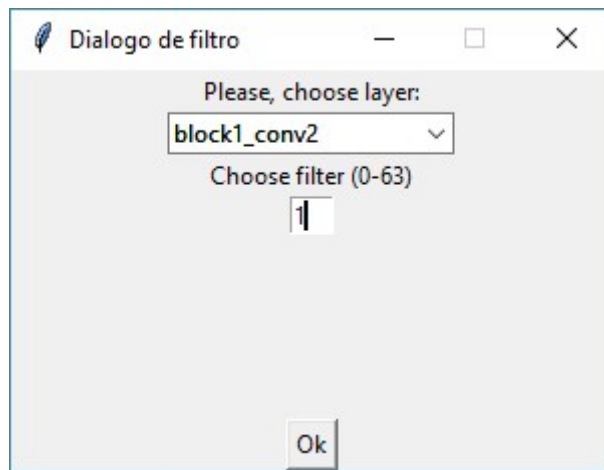 Dialogo de filtro
Please, choose layer:
block1_conv2
Choose filter (0-63)
1
Ok